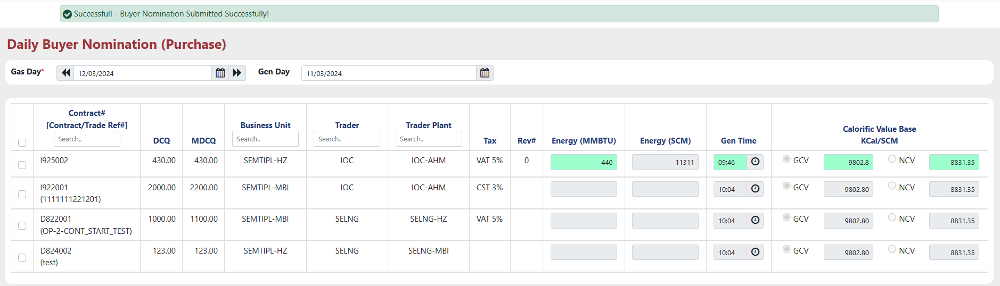 Successful! - Buyer Nomination Submitted Successfully!
Daily Buyer Nomination (Purchase)
Gas Day* 12/03/2024 Gen Day 11/03/2024
Contract#
[Contract/Trade Ref#] Business Unit Trader Trader Plant Calorific Value Base
Search.. DCQ MDCQ Search.. Search.. Search.. Tax Rev# Energy (MMBTU) Energy (SCM) Gen Time KCal/SCM
I925002 430.00 430.00 SEMTIPL-HZ IOC IOC-AHM VAT 5% 0 440 11311 09:46 GCV 9802.8 NCV 8831.35
I922001 2000.00 2200.00 SEMTIPL-MBI IOC IOC-AHM CST 3% 10:04 GCV 9802.80 NCV 8831.35
(1111111221201)
D822001 1000.00 1100.00 SEMTIPL-MBI SELNG SELNG-HZ VAT 5% 10:04 GCV 9802.80 NCV 8831.35
(OP-2-CONT_START_TEST)
D824002 123.00 123.00 SEMTIPL-HZ SELNG SELNG-MBI 10:04 GCV 9802.80 NCV 8831.35
(test)